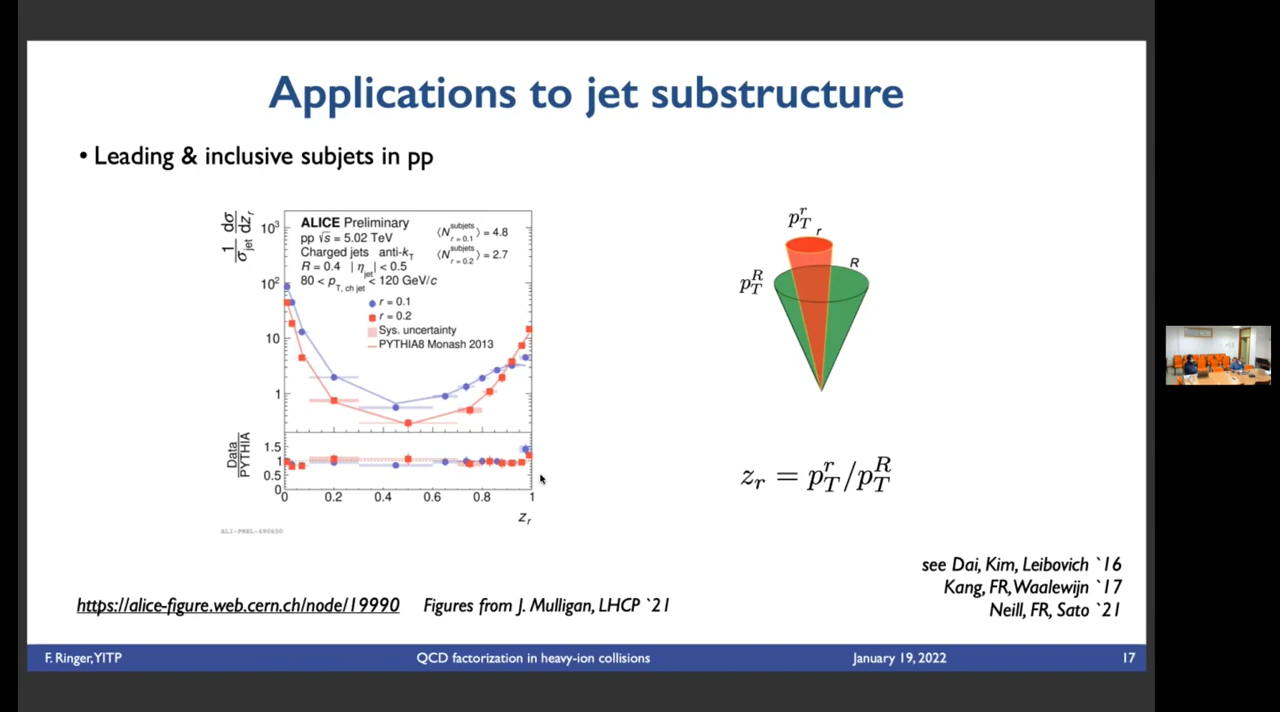 Applications to jet substructure
• Leading & inclusive subjets in pp
1/σjet dσ/dzr
ALICE Preliminary
pp √s = 5.02 TeV
Charged jets anti-kT
R = 0.4 | ηjet | < 0.5
80 < pT, ch jet < 120 GeV/c
⟨N^subjets_r = 0.1⟩ = 4.8
⟨N^subjets_r = 0.2⟩ = 2.7
r = 0.1
r = 0.2
Sys. uncertainty
PYTHIA8 Monash 2013
10³
10²
10
1
Data/PYTHIA
1.5
1
0.5
0
0 0.2 0.4 0.6 0.8 1
zr
ALI-PREL-490650
p_T^r
r
R
p_T^R
z_r = p_T^r/p_T^R
see Dai, Kim, Leibovich `16
Kang, FR, Waalewijn `17
Neill, FR, Sato `21
https://alice-figure.web.cern.ch/node/19990 Figures from J. Mulligan, LHCP `21
F. Ringer, YITP QCD factorization in heavy-ion collisions January 19, 2022 17